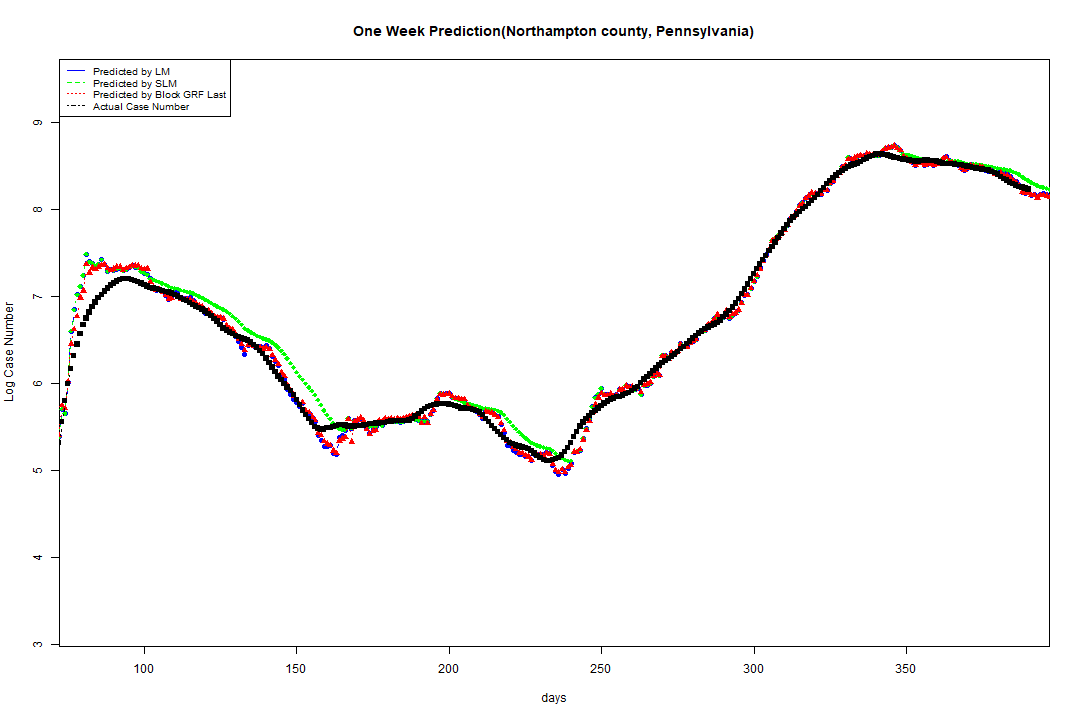 One Week Prediction(Northampton county, Pennsylvania)
Predicted by LM
Predicted by SLM
Predicted by Block GRF Last
Actual Case Number
Log Case Number
9
8
7
6
5
4
3
100 150 200 250 300 350
days